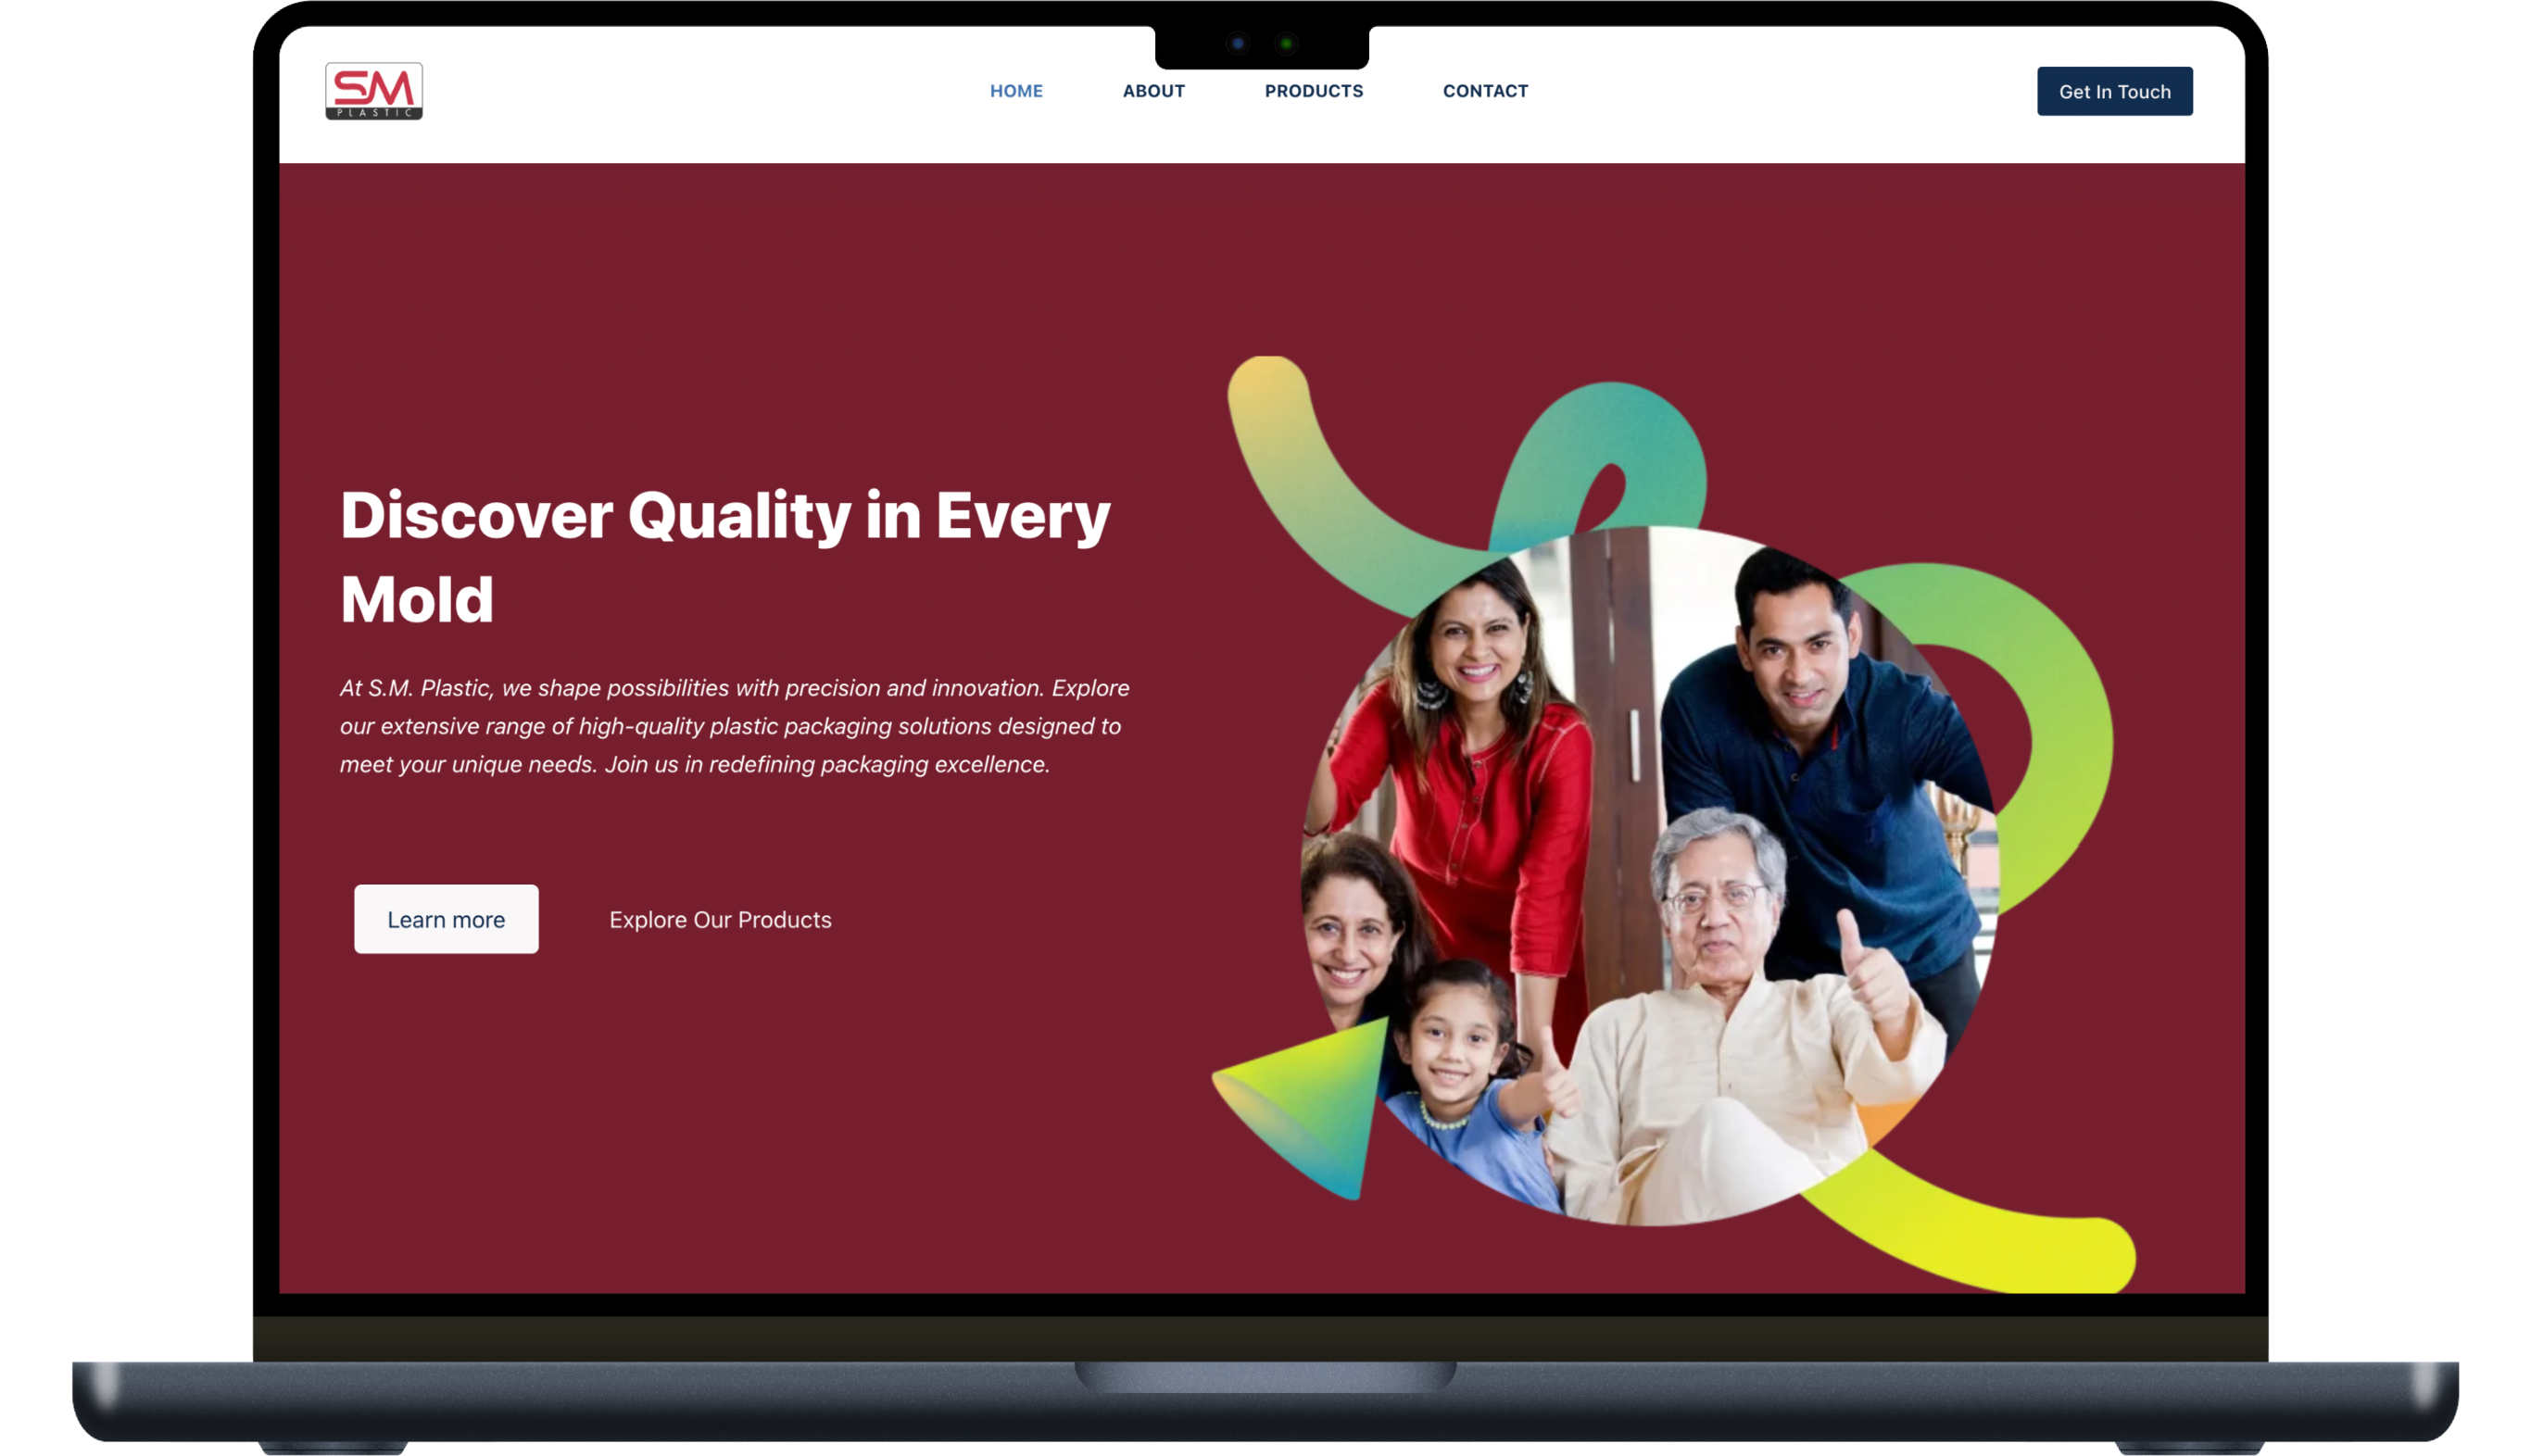 SM
PLASTIC
HOME ABOUT PRODUCTS CONTACT
Get In Touch
Discover Quality in Every
Mold
At S.M. Plastic, we shape possibilities with precision and innovation. Explore
our extensive range of high-quality plastic packaging solutions designed to
meet your unique needs. Join us in redefining packaging excellence.
Learn more
Explore Our Products